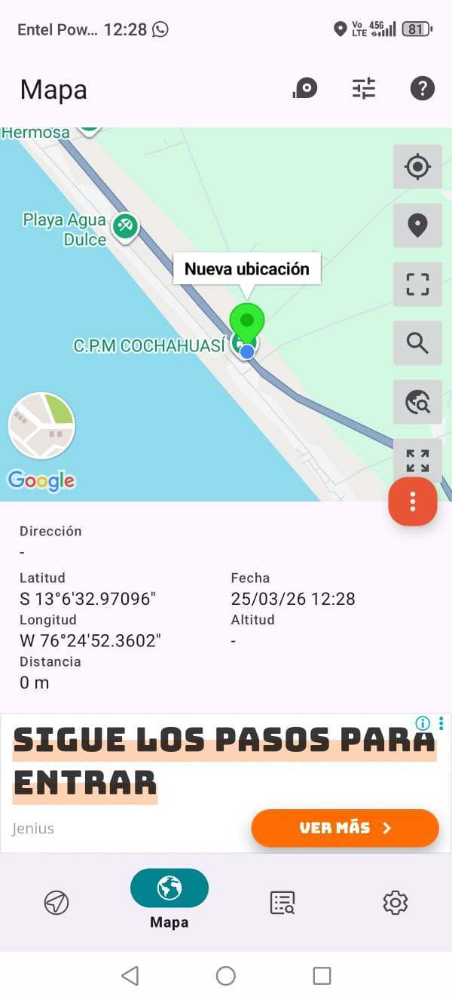 Entel Pow... 12:28
Vo LTE 4.5G 81
Mapa
Hermosa
Playa Agua
Dulce
Nueva ubicación
C.P.M COCHAHUASÍ
Google
Dirección
-
Latitud
S 13°6'32.97096"
Fecha
25/03/26 12:28
Longitud
W 76°24'52.3602"
Altitud
-
Distancia
0 m
SIGUE LOS PASOS PARA
ENTRAR
Jenius
VER MÁS
Mapa